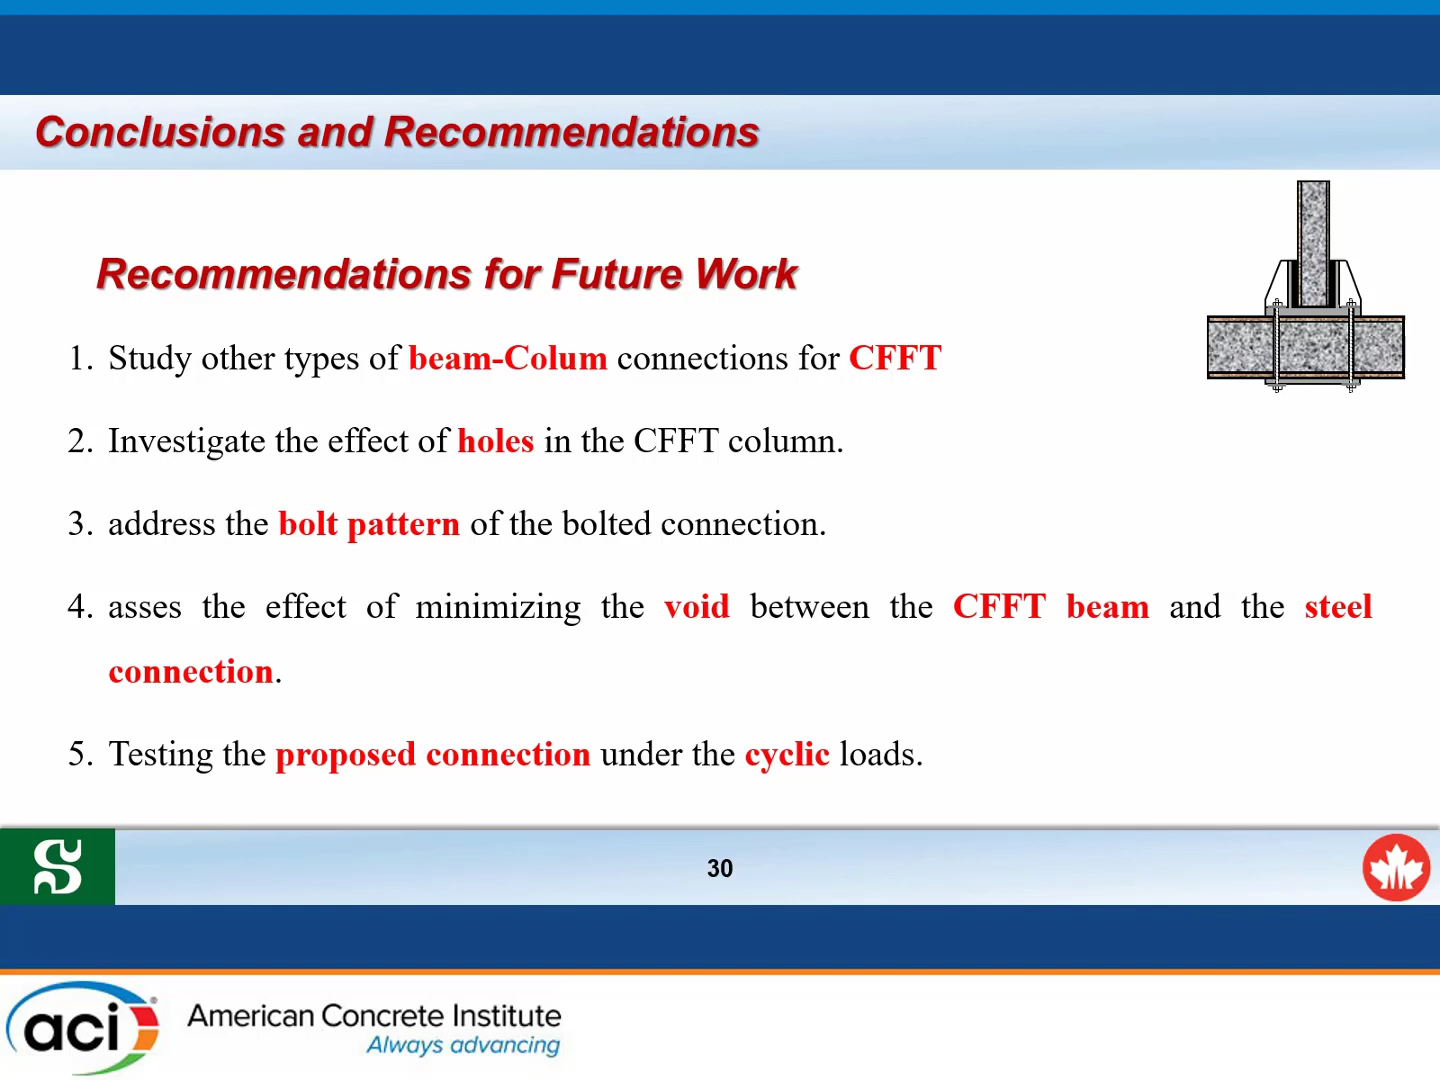 Conclusions and Recommendations
Recommendations for Future Work
1. Study other types of beam-Colum connections for CFFT
2. Investigate the effect of holes in the CFFT column.
3. address the bolt pattern of the bolted connection.
4. asses the effect of minimizing the void between the CFFT beam and the steel
connection.
5. Testing the proposed connection under the cyclic loads.
S
30
aci®
American Concrete Institute
Always advancing